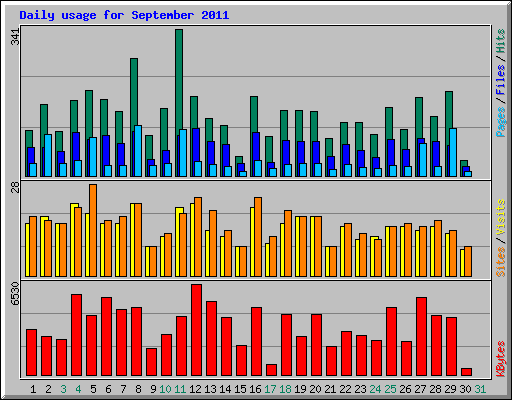 Daily usage for September 2011
341
Pages / Files / Hits
28
Sites / Visits
6530
KBytes
1 2 3 4 5 6 7 8 9 10 11 12 13 14 15 16 17 18 19 20 21 22 23 24 25 26 27 28 29 30 31